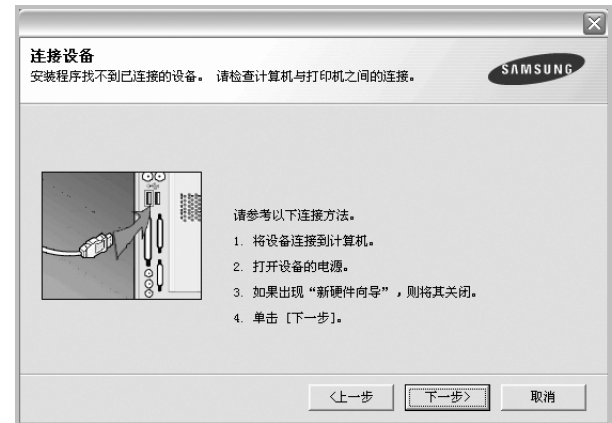 连接设备
安装程序找不到已连接的设备。 请检查计算机与打印机之间的连接。
SAMSUNG
请参考以下连接方法。
1. 将设备连接到计算机。
2. 打开设备的电源。
3. 如果出现“新硬件向导”，则将其关闭。
4. 单击 [下一步]。
<上一步
下一步>
取消